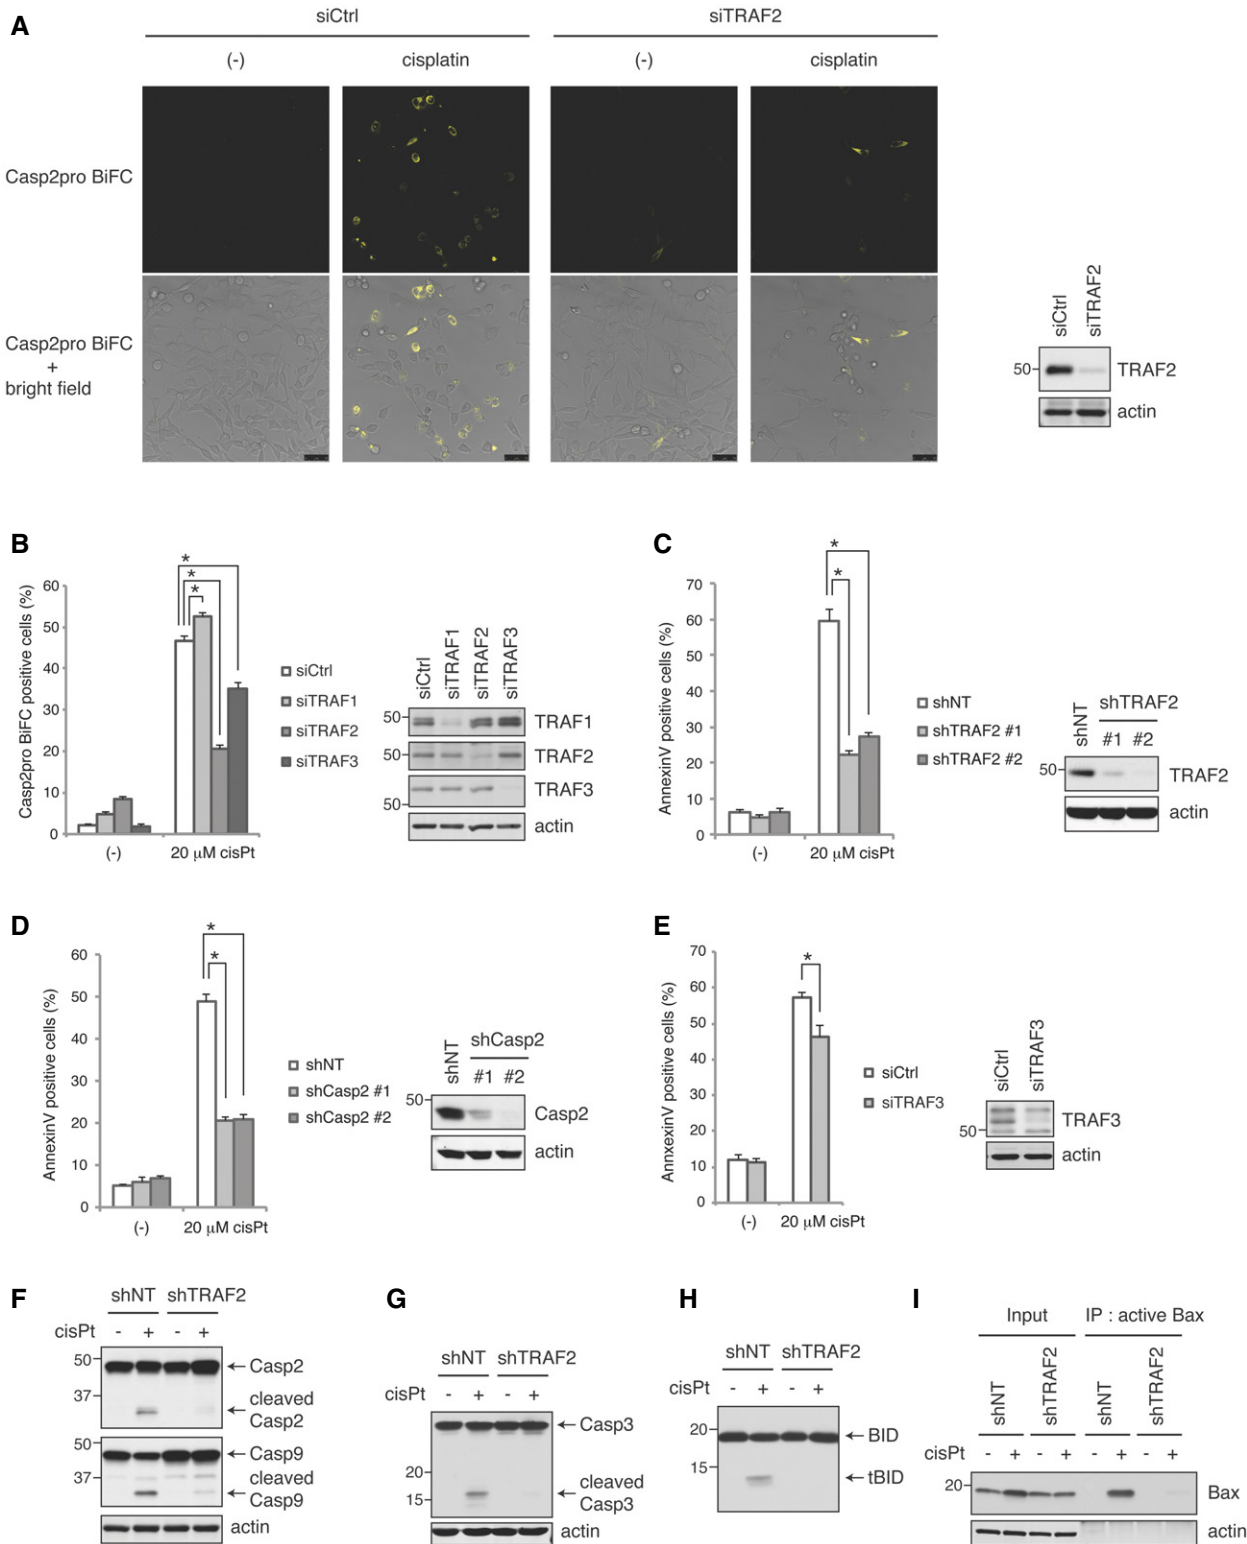 A
siCtrl
siTRAF2
(-)
cisplatin
(-)
cisplatin
Casp2pro BiFC
Casp2pro BiFC
+
bright field
siCtrl
siTRAF2
50
TRAF2
actin
B
Casp2pro BiFC positive cells (%)
60
50
40
30
20
10
0
* 
*
*
(-)
20 μM cisPt
siCtrl
siTRAF1
siTRAF2
siTRAF3
siCtrl
siTRAF1
siTRAF2
siTRAF3
50
TRAF1
50
TRAF2
TRAF3
50
actin
C
AnnexinV positive cells (%)
70
60
50
40
30
20
10
0
*
*
(-)
20 μM cisPt
shNT
shTRAF2 #1
shTRAF2 #2
shNT
shTRAF2
#1 #2
50
TRAF2
actin
D
AnnexinV positive cells (%)
60
50
40
30
20
10
0
*
*
(-)
20 μM cisPt
shNT
shCasp2 #1
shCasp2 #2
shNT
shCasp2
#1 #2
50
Casp2
actin
E
AnnxexinV positive cells (%)
70
60
50
40
30
20
10
0
*
(-)
20 μM cisPt
siCtrl
siTRAF3
siCtrl
siTRAF3
TRAF3
50
actin
F
shNT shTRAF2
cisPt - + - +
50
Casp2
37
cleaved
Casp2
50
Casp9
37
cleaved
Casp9
actin
G
shNT shTRAF2
cisPt - + - +
Casp3
20
cleaved
15
Casp3
actin
H
shNT shTRAF2
cisPt - + - +
20
BID
15
tBID
I
Input IP : active Bax
shNT
shTRAF2
shNT
shTRAF2
cisPt - + - + - + - +
20
Bax
actin